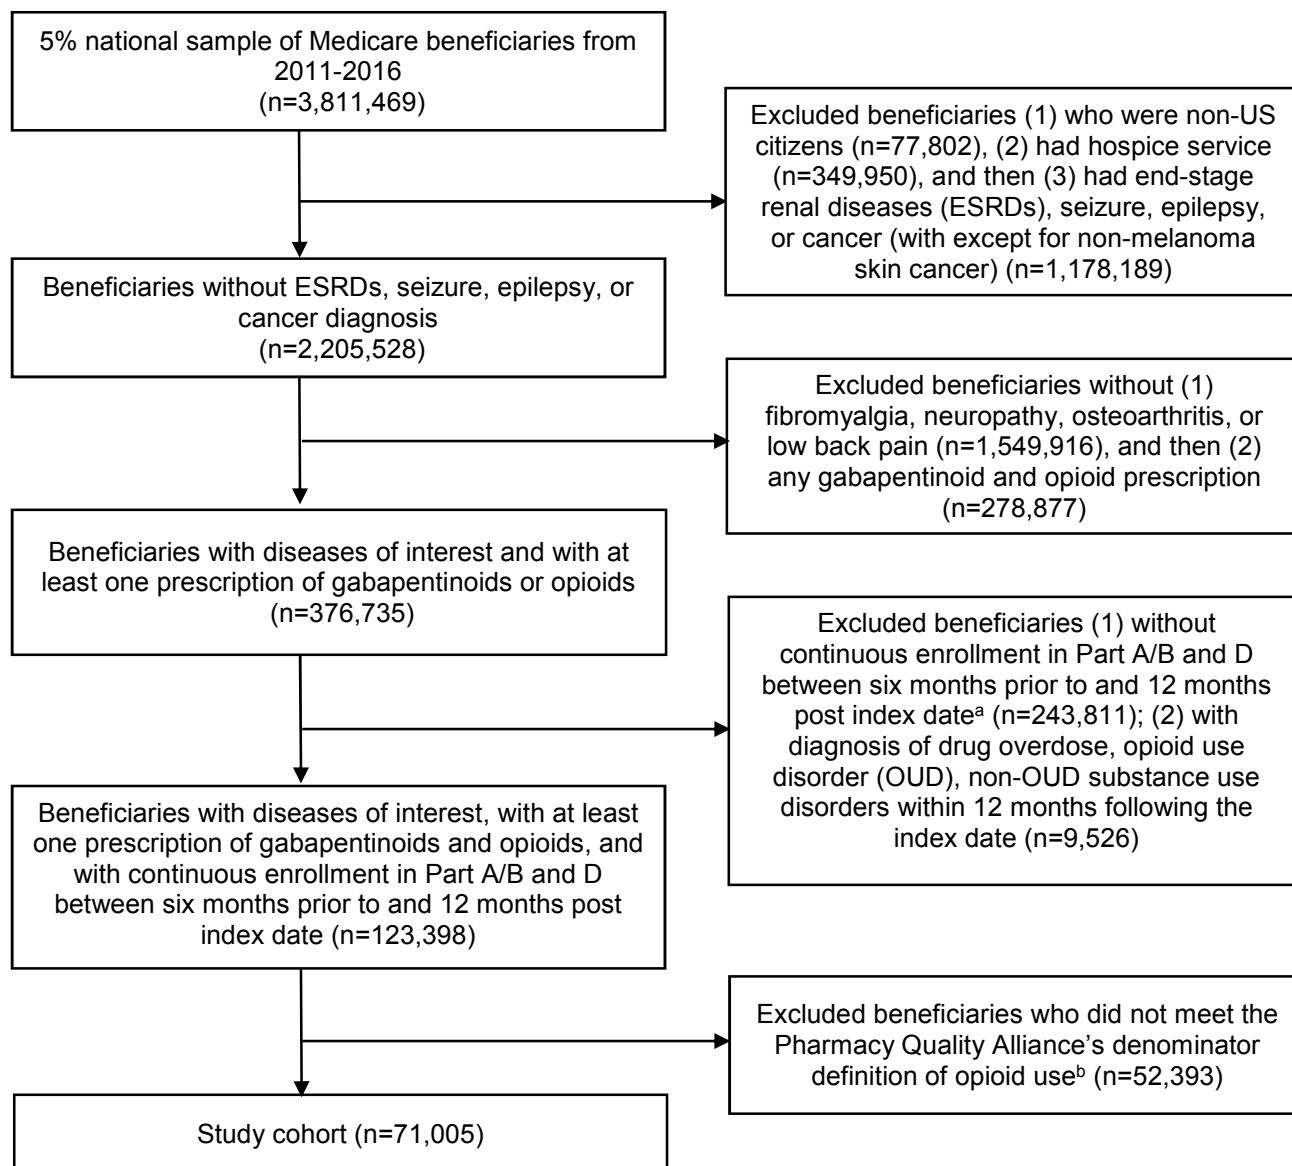 5% national sample of Medicare beneficiaries from
2011-2016
(n=3,811,469)
Excluded beneficiaries (1) who were non-US
citizens (n=77,802), (2) had hospice service
(n=349,950), and then (3) had end-stage
renal diseases (ESRDs), seizure, epilepsy,
or cancer (with except for non-melanoma
skin cancer) (n=1,178,189)
Beneficiaries without ESRDs, seizure, epilepsy, or
cancer diagnosis
(n=2,205,528)
Excluded beneficiaries without (1)
fibromyalgia, neuropathy, osteoarthritis, or
low back pain (n=1,549,916), and then (2)
any gabapentinoid and opioid prescription
(n=278,877)
Beneficiaries with diseases of interest and with at
least one prescription of gabapentinoids or opioids
(n=376,735)
Excluded beneficiaries (1) without
continuous enrollment in Part A/B and D
between six months prior to and 12 months
post index dateᵃ (n=243,811); (2) with
diagnosis of drug overdose, opioid use
disorder (OUD), non-OUD substance use
disorders within 12 months following the
index date (n=9,526)
Beneficiaries with diseases of interest, with at least
one prescription of gabapentinoids and opioids, and
with continuous enrollment in Part A/B and D
between six months prior to and 12 months post
index date (n=123,398)
Excluded beneficiaries who did not meet the
Pharmacy Quality Alliance’s denominator
definition of opioid useᵇ (n=52,393)
Study cohort (n=71,005)